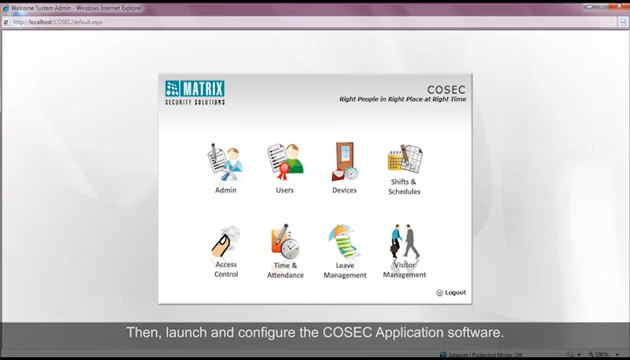 Welcome System Admin - Windows Internet Explorer
http://localhost/COSEC/default.aspx
MATRIX
SECURITY SOLUTIONS
COSEC
Right People in Right Place at Right Time
Admin
Users
Devices
Shifts &
Schedules
Access
Control
Time &
Attendance
Leave
Management
Visitor
Management
Logout
Then, launch and configure the COSEC Application software.
Internet | Protected Mode: Off
100%